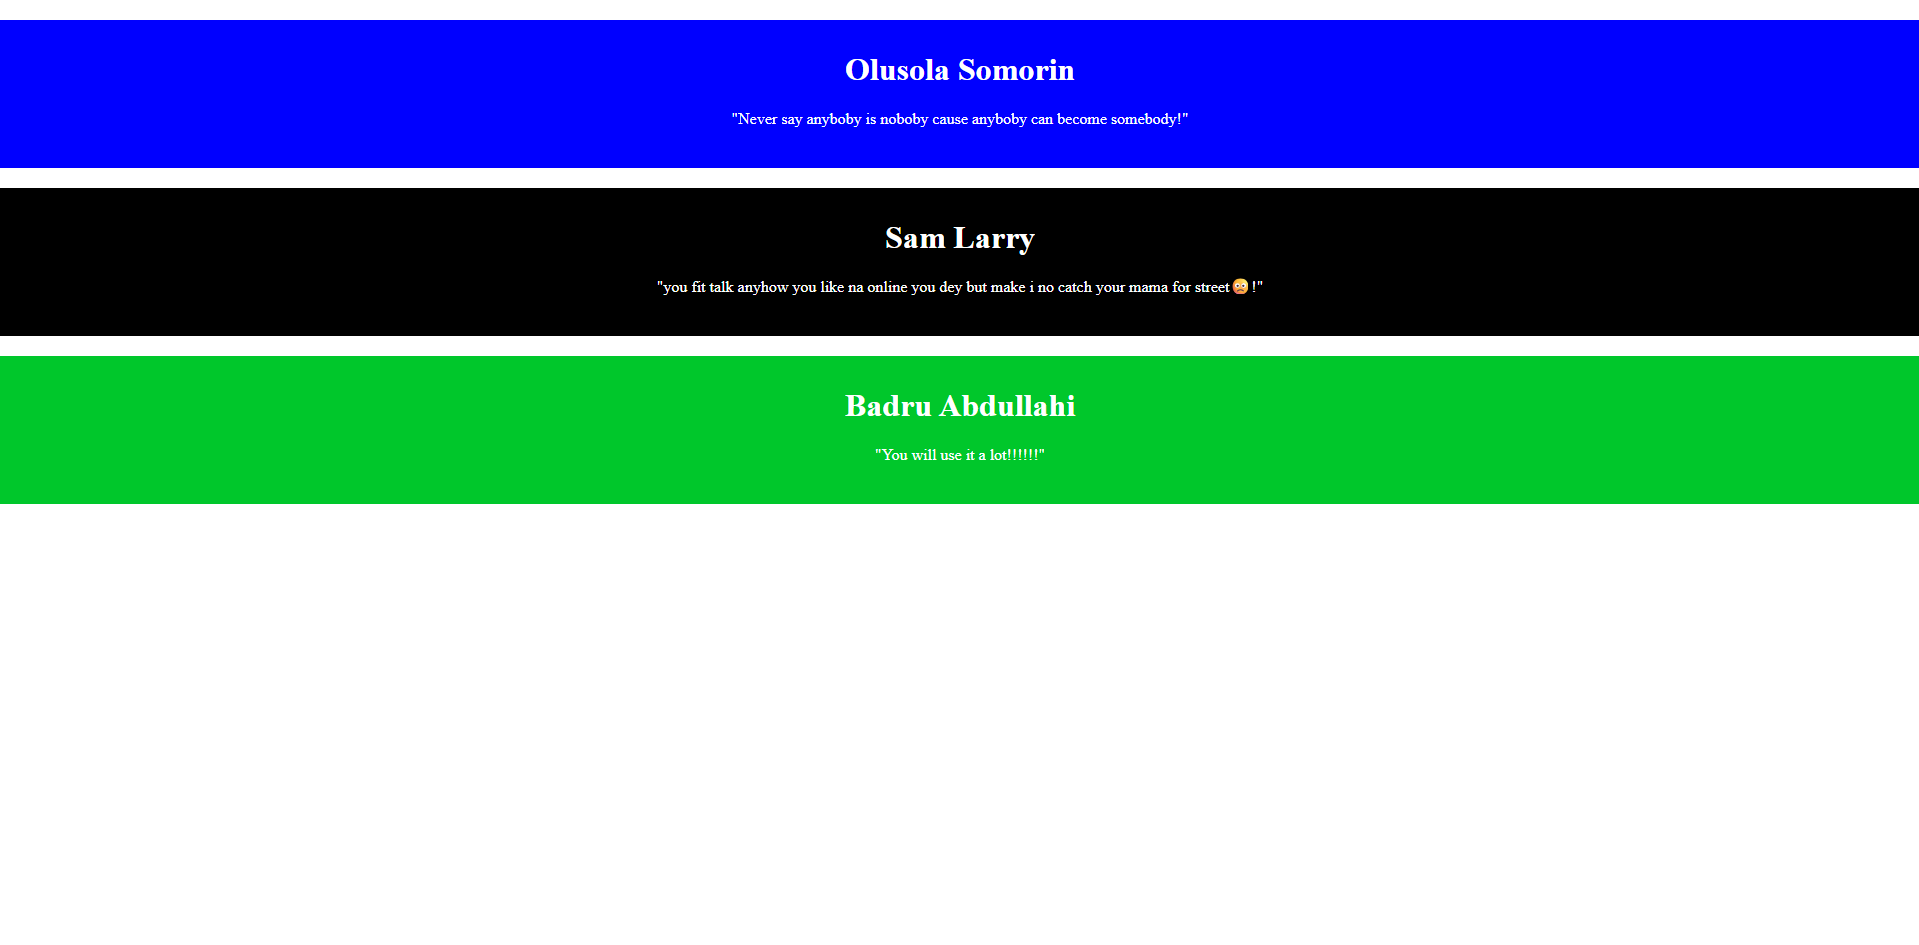 Olusola Somorin
"Never say anyboby is noboby cause anyboby can become somebody!"
Sam Larry
"you fit talk anyhow you like na online you dey but make i no catch your mama for street😳!"
Badru Abdullahi
"You will use it a lot!!!!!!"